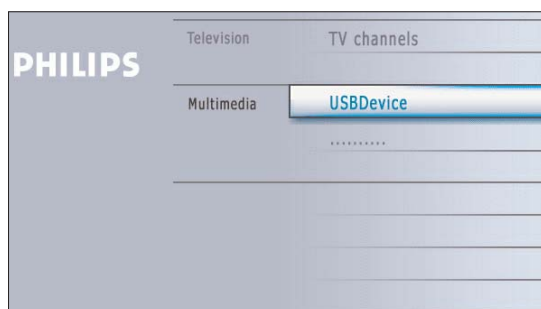 Television TV channels
PHILIPS
Multimedia USBDevice
..........